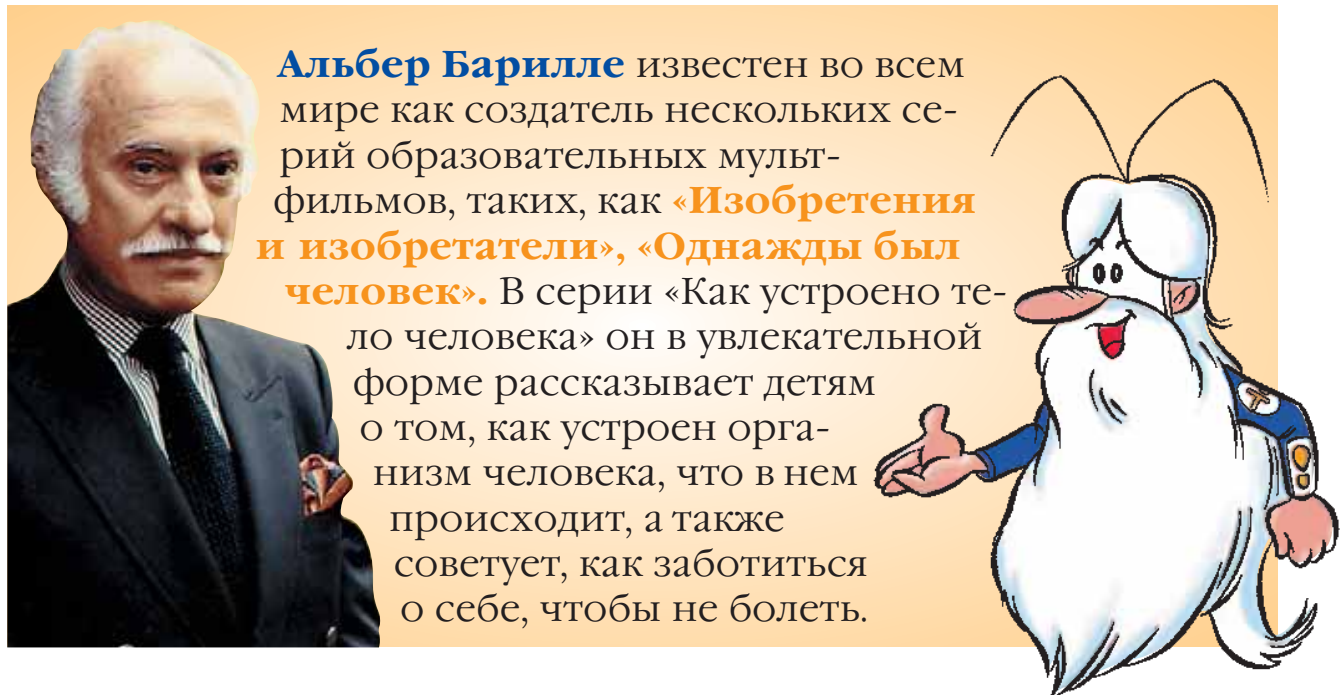 Альбер Барилле известен во всем
мире как создатель нескольких се-
рий образовательных мульт-
фильмов, таких, как «Изобретения
и изобретатели», «Однажды был
человек». В серии «Как устроено те-
ло человека» он в увлекательной
форме рассказывает детям
о том, как устроен орга-
низм человека, что в нем
происходит, а также
советует, как заботиться
о себе, чтобы не болеть.